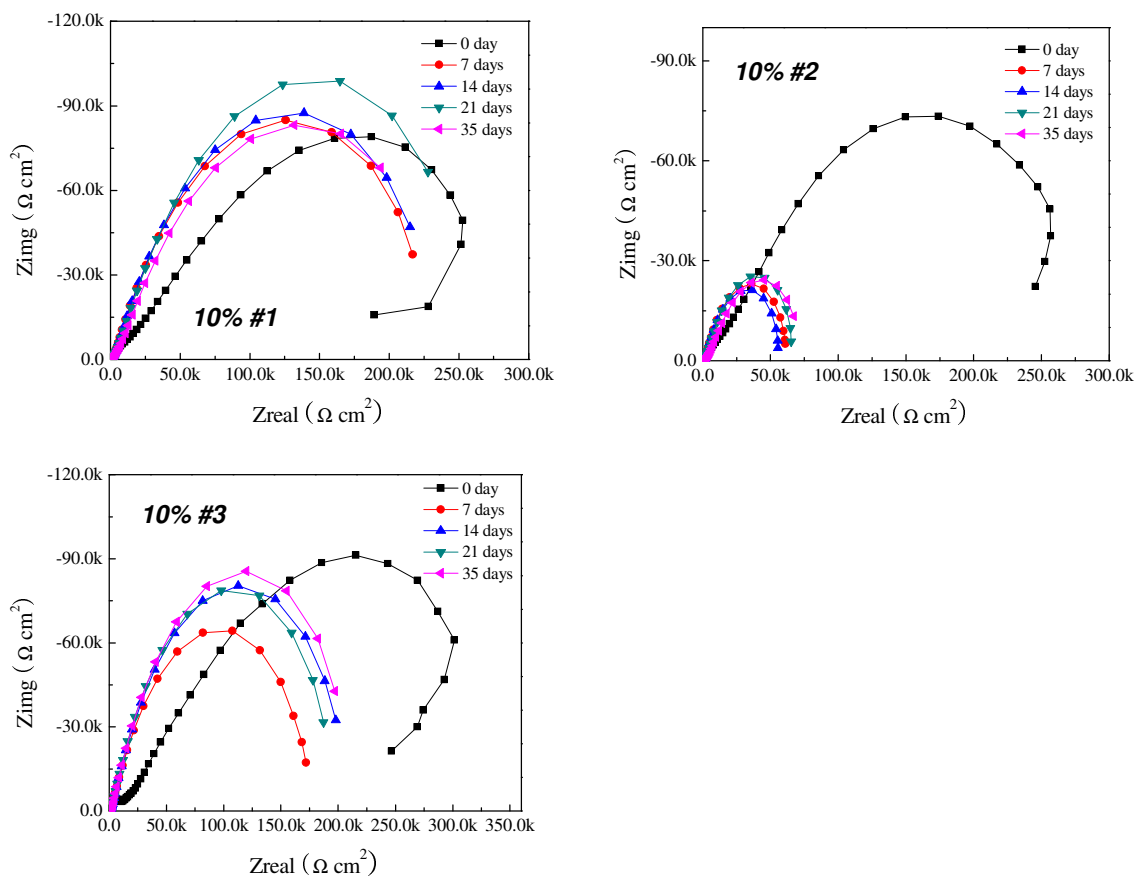 -120.0k
-90.0k
-60.0k
-30.0k
0.0
Zimg ( Ω cm²)
0 day
7 days
14 days
21 days
35 days
10% #1
0.0 50.0k 100.0k 150.0k 200.0k 250.0k 300.0k
Zreal ( Ω cm²)
-90.0k
-60.0k
-30.0k
0.0
Zimg ( Ω cm²)
10% #2
0 day
7 days
14 days
21 days
35 days
0.0 50.0k 100.0k 150.0k 200.0k 250.0k 300.0k
Zreal ( Ω cm²)
-120.0k
-90.0k
-60.0k
-30.0k
0.0
Zimg ( Ω cm²)
10% #3
0 day
7 days
14 days
21 days
35 days
0.0 50.0k 100.0k 150.0k 200.0k 250.0k 300.0k 350.0k
Zreal ( Ω cm²)